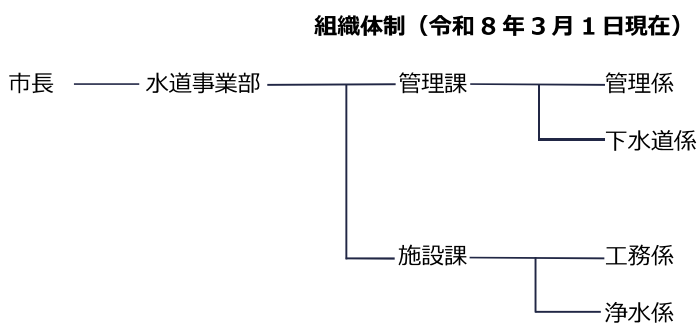 組織体制（令和８年３月１日現在）
市長 水道事業部 管理課 管理係
下水道係
施設課 工務係
浄水係